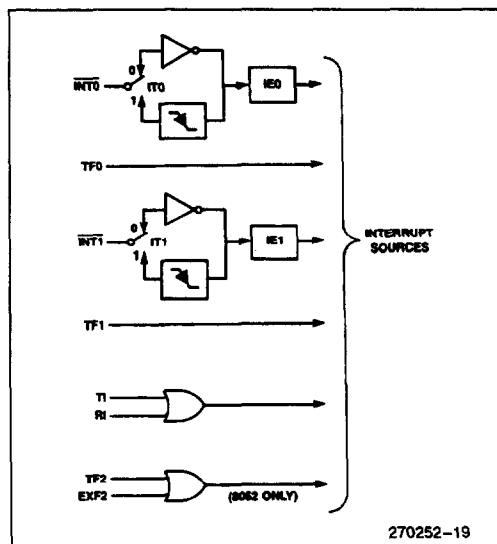 INT0
0
IT0
1
IE0
TF0
INT1
0
IT1
1
IE1
INTERRUPT
SOURCES
TF1
TI
RI
TF2
EXF2
(8052 ONLY)
270252-19